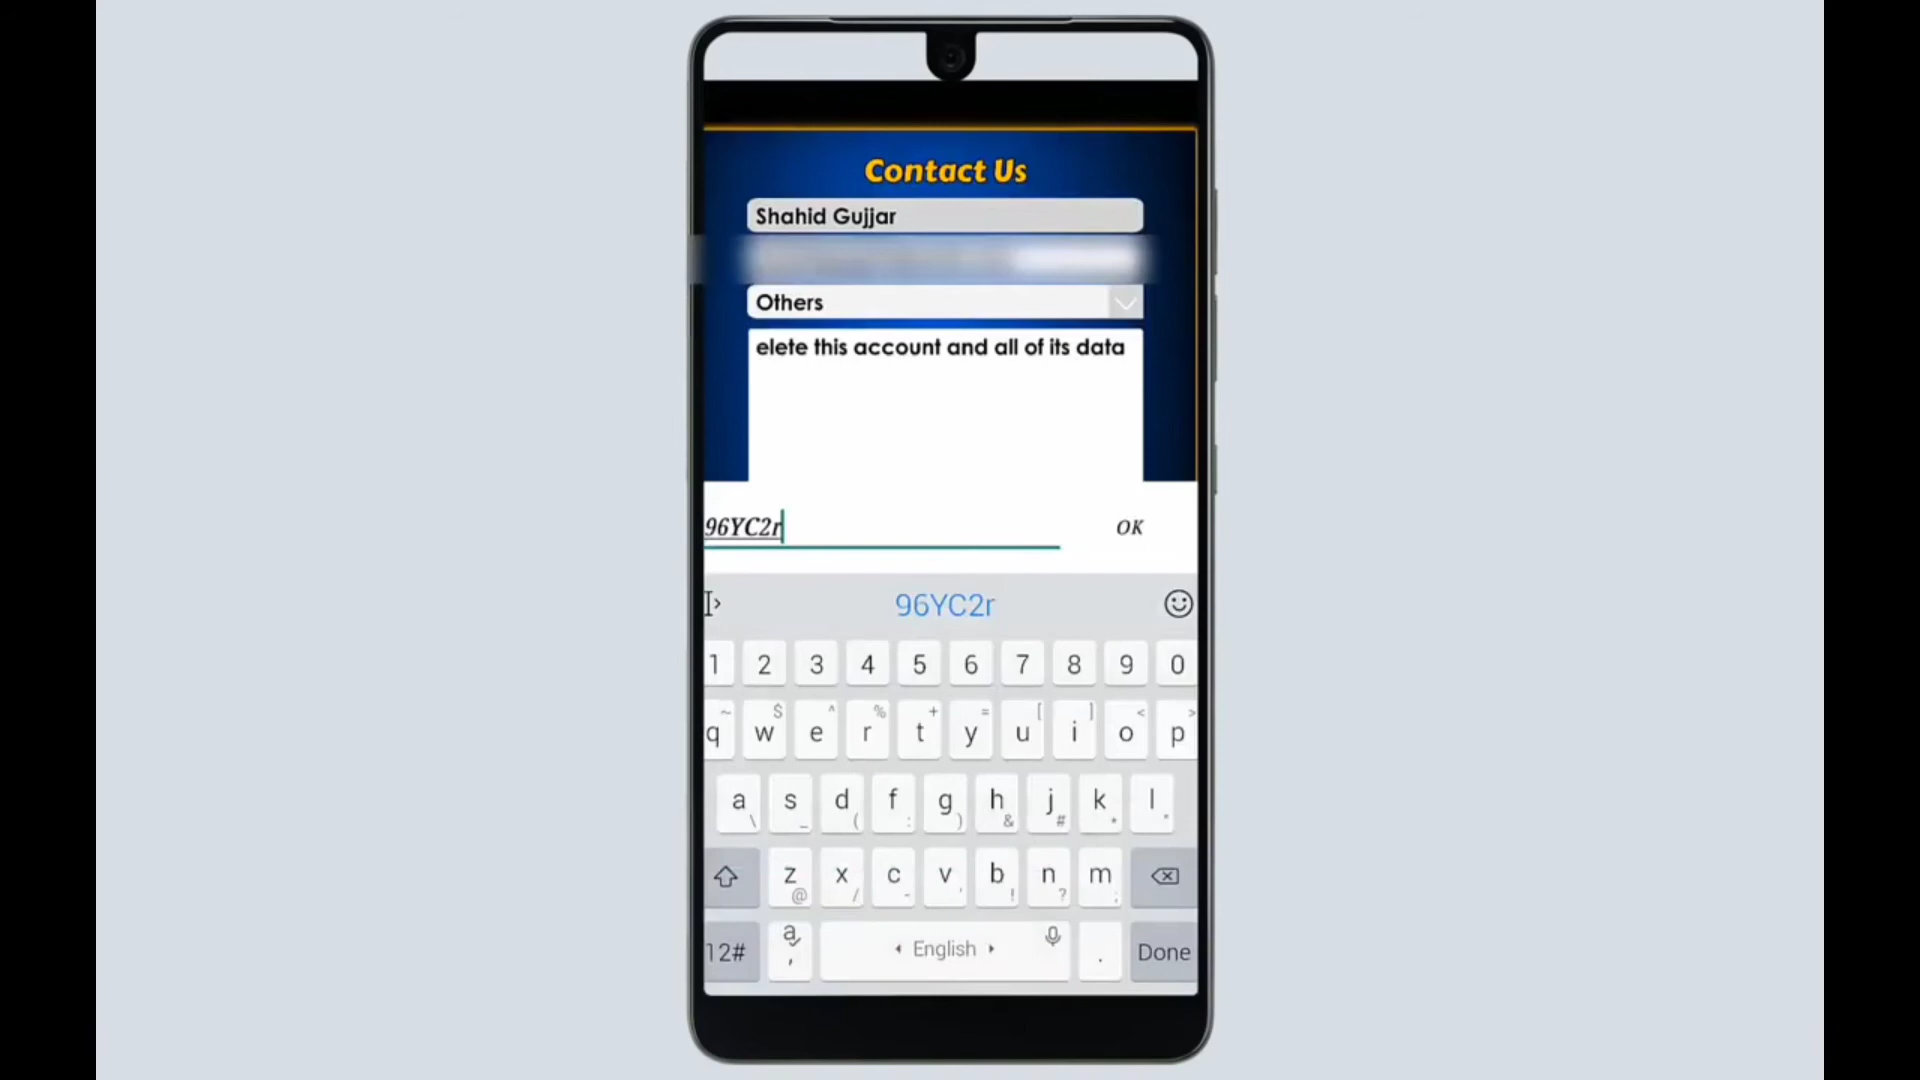 Contact Us
Shahid Gujjar
Others
elete this account and all of its data
96YC2r
OK
96YC2r
1 2 3 4 5 6 7 8 9 0
~ $ ^ % + = [ ] < >
q w e r t y u i o p
a s d f g h j k l
\ _ ( : ) & # * "
z x c v b n m
@ / - ' ! ? ;
12# a , English . Done